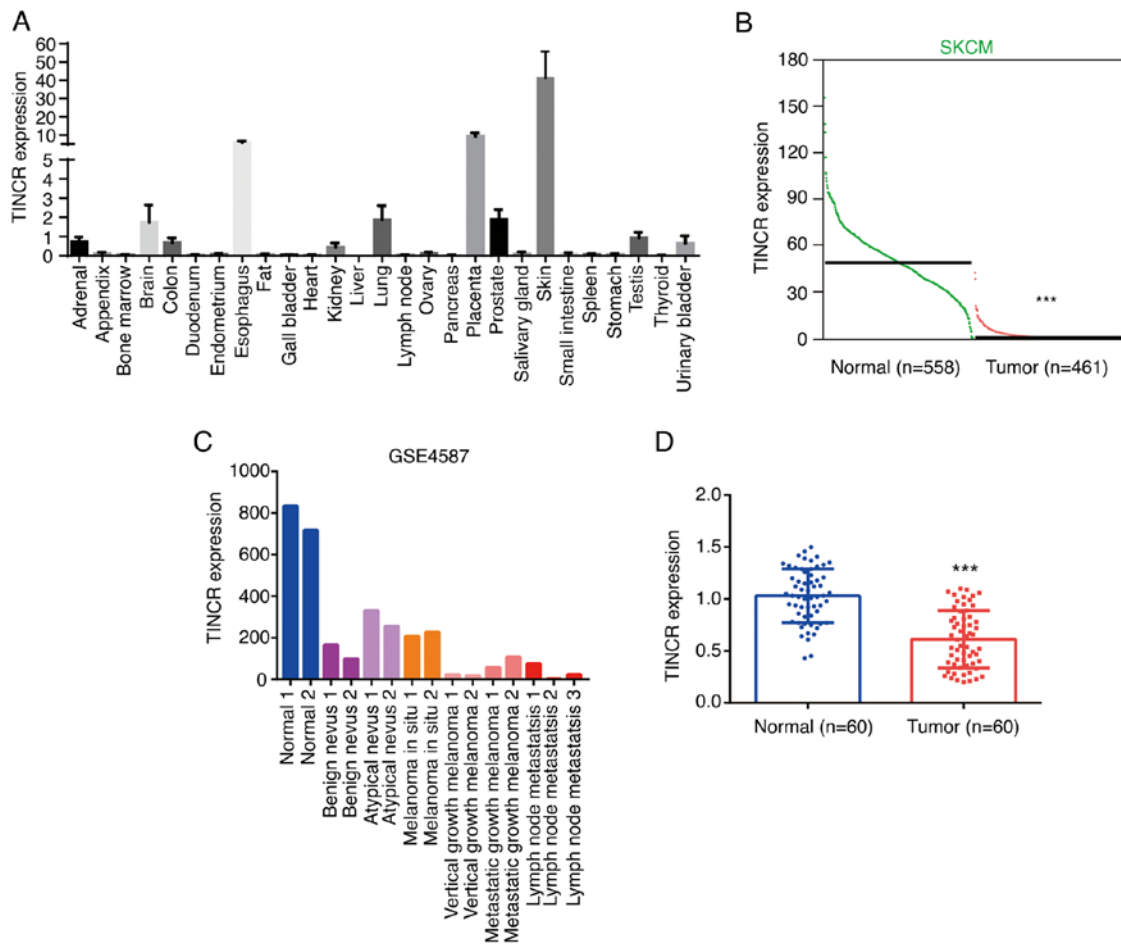 A
TINCR expression
60
50
40
30
20
10
5
4
3
2
1
0
Adrenal
Appendix
Bone marrow
Brain
Colon
Duodenum
Endometrium
Esophagus
Fat
Gall bladder
Heart
Kidney
Liver
Lung
Lymph node
Ovary
Pancreas
Placenta
Prostate
Salivary gland
Skin
Small intestine
Spleen
Stomach
Testis
Thyroid
Urinary bladder
B
SKCM
TINCR expression
180
150
120
90
60
30
0
***
Normal (n=558)
Tumor (n=461)
C
GSE4587
TINCR expression
1000
800
600
400
200
0
Normal 1
Normal 2
Benign nevus 1
Benign nevus 2
Atypical nevus 1
Atypical nevus 2
Melanoma in situ 1
Melanoma in situ 2
Vertical growth melanoma 1
Vertical growth melanoma 2
Metastatic growth melanoma 1
Metastatic growth melanoma 2
Lymph node metastatsis 1
Lymph node metastasis 2
Lymph node metastatsis 3
D
TINCR expression
2.0
1.5
1.0
0.5
0.0
***
Normal (n=60)
Tumor (n=60)